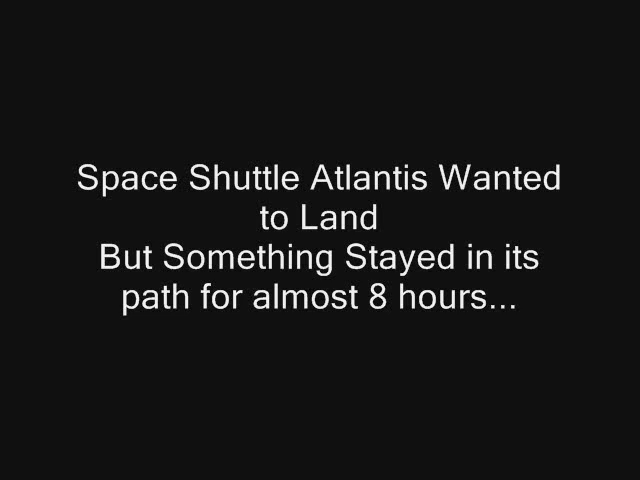 Space Shuttle Atlantis Wanted
to Land
But Something Stayed in its
path for almost 8 hours...